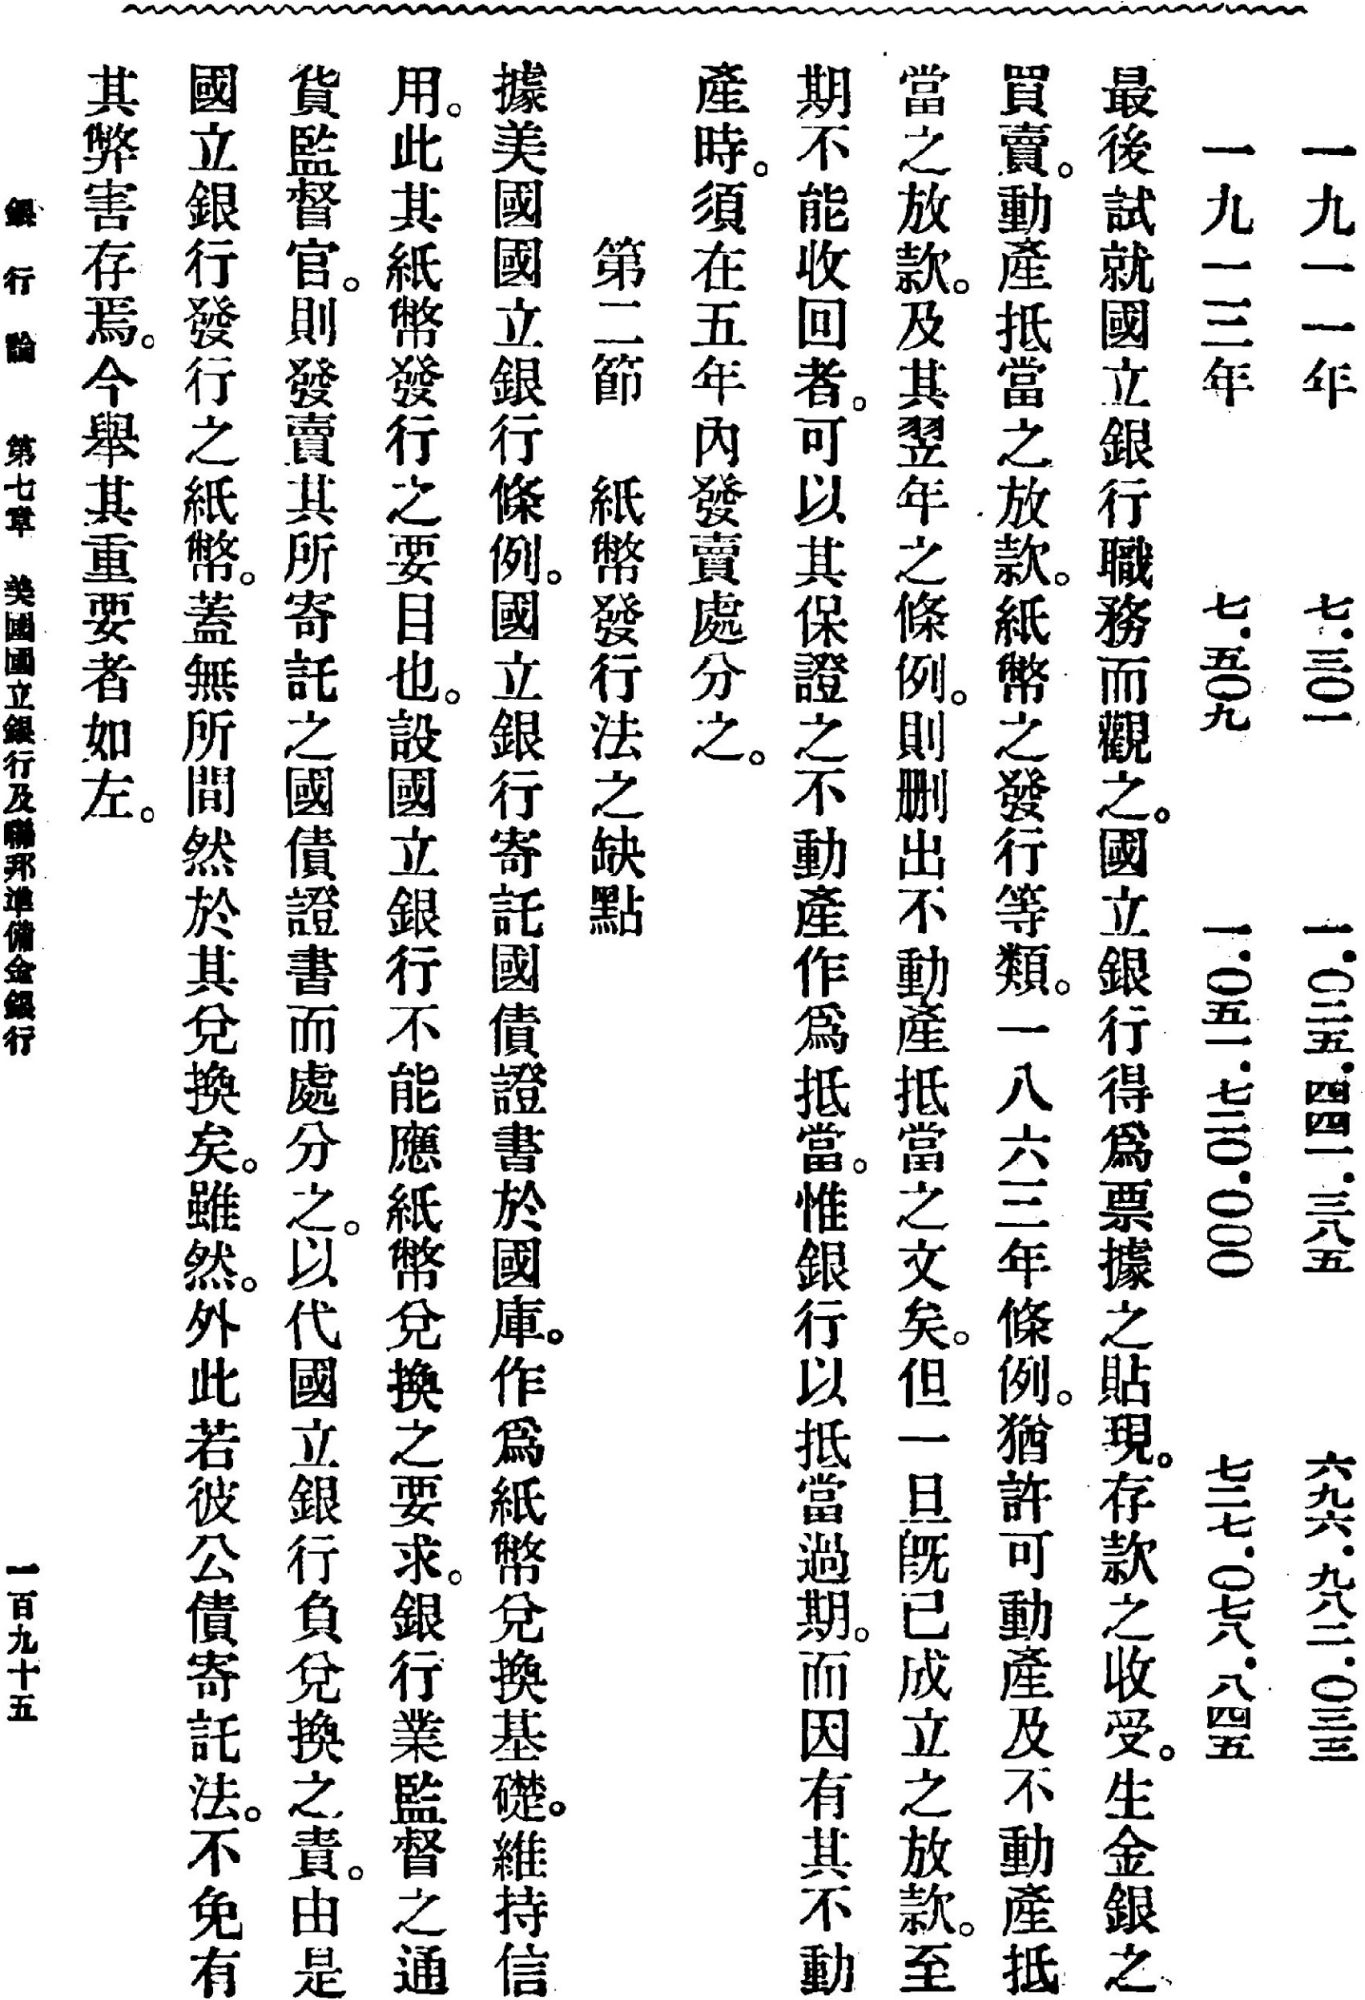 一九一一年　七・三〇一　一・〇二五・四四一・三八五　六九六・九八二・〇三三
一九一三年　七・五〇九　一・〇五一・七二〇・〇〇〇　七二七・〇七八・八四五
最後試就國立銀行職務而觀之。國立銀行得爲票據之貼現。存款之收受。生金銀之
買賣。動產抵當之放款。紙幣之發行等類。一八六三年條例。猶許可動產及不動產抵
當之放款。及其翌年之條例。則刪出不動產抵當之文矣。但一旦既已成立之放款。至
期不能收回者。可以其保證之不動產作爲抵當。惟銀行以抵當過期。而因有其不動
產時。須在五年內發賣處分之。
第二節　紙幣發行法之缺點
據美國國立銀行條例。國立銀行寄託國債證書於國庫。作爲紙幣兌換基礎。維持信
用。此其紙幣發行之要目也。設國立銀行不能應紙幣兌換之要求。銀行業監督之通
貨監督官。則發賣其所寄託之國債證書而處分之。以代國立銀行負兌換之責。由是
國立銀行發行之紙幣。蓋無所間然於其兌換矣。雖然。外此若彼公債寄託法。不免有
其弊害存焉。今舉其重要者如左。
銀行論　第七章　美國國立銀行及聯邦準備金銀行　一百九十五